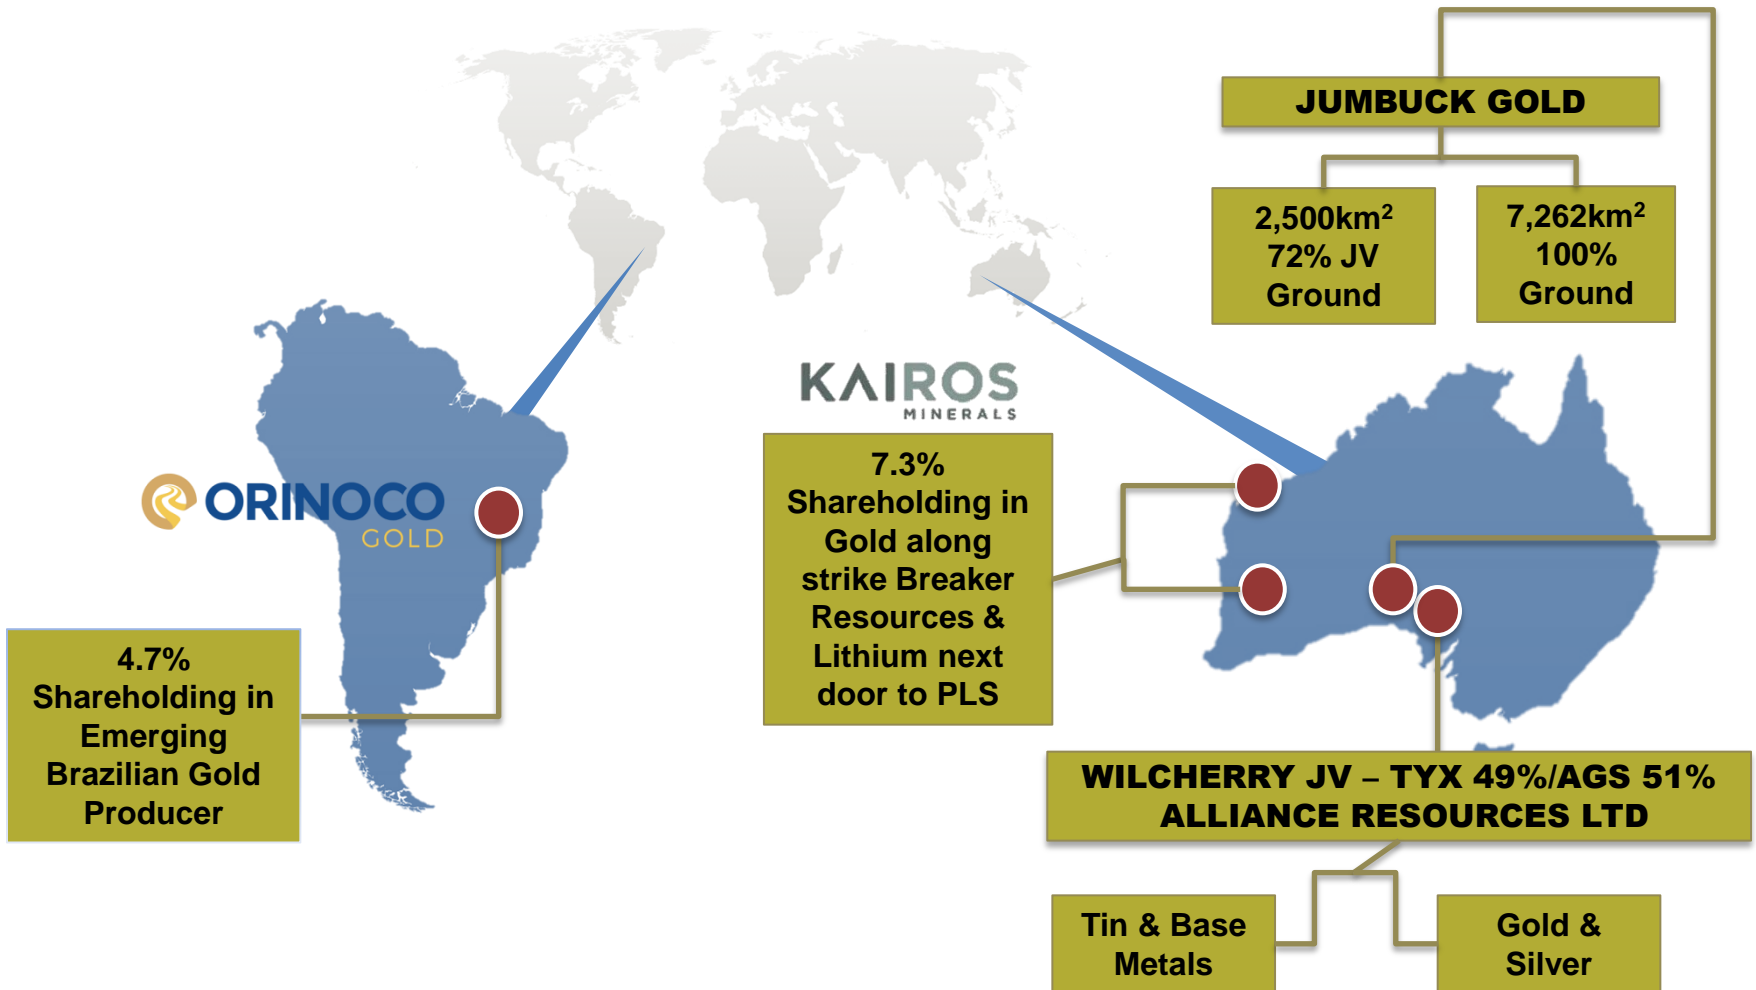 JUMBUCK GOLD
2,500km²
72% JV
Ground
7,262km²
100%
Ground
KAIROS
MINERALS
7.3%
Shareholding in
Gold along
strike Breaker
Resources &
Lithium next
door to PLS
ORINOCO
GOLD
4.7%
Shareholding in
Emerging
Brazilian Gold
Producer
WILCHERRY JV – TYX 49%/AGS 51%
ALLIANCE RESOURCES LTD
Tin & Base
Metals
Gold &
Silver